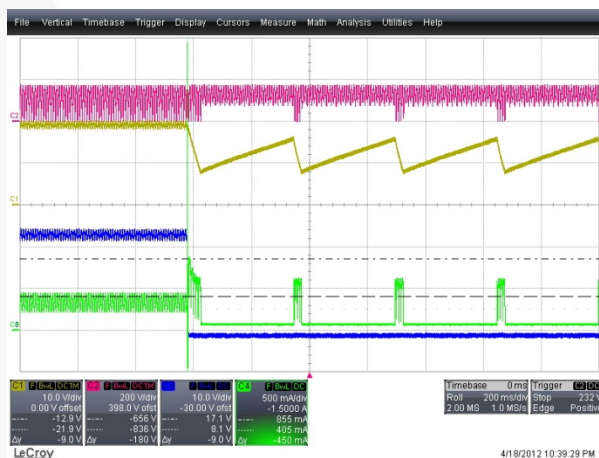 File Vertical Timebase Trigger Display Cursors Measure Math Analysis Utilities Help
C2
C1
C1 F BwL DC1M
10.0 V/div
0.00 V offset
-12.9 V
-21.9 V
Δy -9.0 V
C2 F BwL DC1M
200 V/div
398.0 V ofst
-656 V
-836 V
Δy -180 V
10.0 V/div
-30.00 V ofst
17.1 V
8.1 V
Δy -9.0 V
C4 F BwL DC
500 mA/div
-1.5000 A
855 mA
405 mA
Δy -450 mA
Timebase 0 ms
Roll 200 ms/div
2.00 MS 1.0 MS/s
Trigger C2 DC
Stop 232 V
Edge Positive
LeCroy
4/18/2012 10:39:29 PM